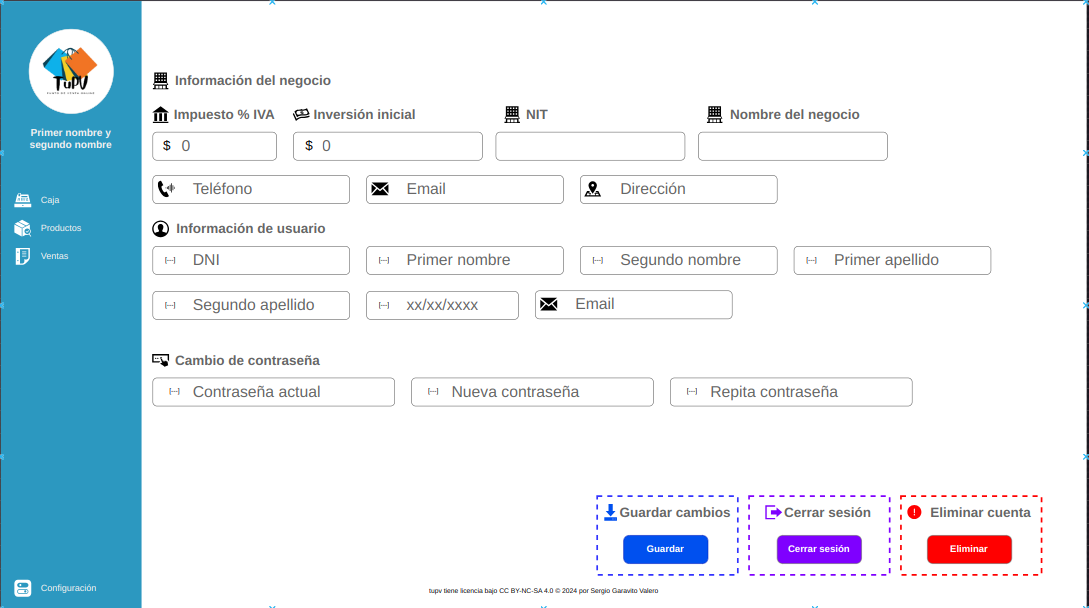 TuPV
Primer nombre y
segundo nombre
Caja
Productos
Ventas
Configuración
Información del negocio
Impuesto % IVA
Inversión inicial
NIT
Nombre del negocio
$ 0
$ 0
Teléfono
Email
Dirección
Información de usuario
DNI
Primer nombre
Segundo nombre
Primer apellido
Segundo apellido
xx/xx/xxxx
Email
Cambio de contraseña
Contraseña actual
Nueva contraseña
Repita contraseña
Guardar cambios
Guardar
Cerrar sesión
Cerrar sesión
Eliminar cuenta
Eliminar
tupv tiene licencia bajo CC BY-NC-SA 4.0 © 2024 por Sergio Garavito Valero